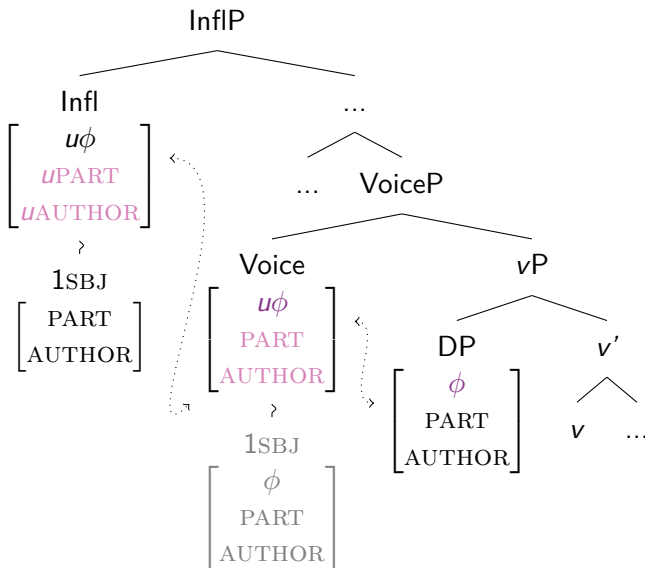 InflP
Infl
...
uϕ
uPART
uAUTHOR
≀
1SBJ
PART
AUTHOR
... VoiceP
Voice
vP
uϕ
PART
AUTHOR
≀
1SBJ
ϕ
PART
AUTHOR
DP
v'
ϕ
PART
AUTHOR
v ...